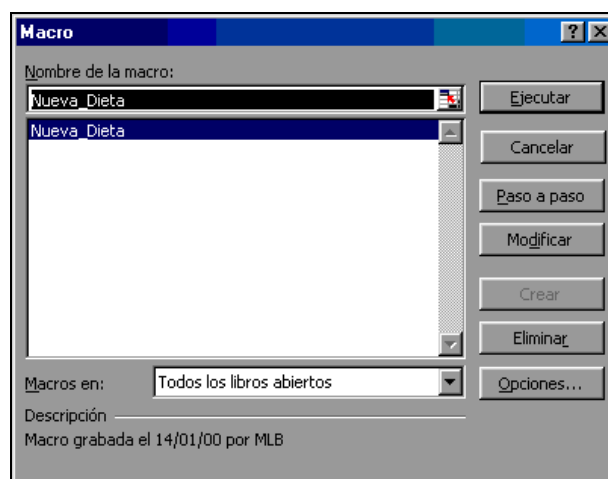 Macro
Nombre de la macro:
Nueva_Dieta
Nueva_Dieta
Ejecutar
Cancelar
Paso a paso
Modificar
Crear
Eliminar
Macros en:
Todos los libros abiertos
Opciones...
Descripción
Macro grabada el 14/01/00 por MLB